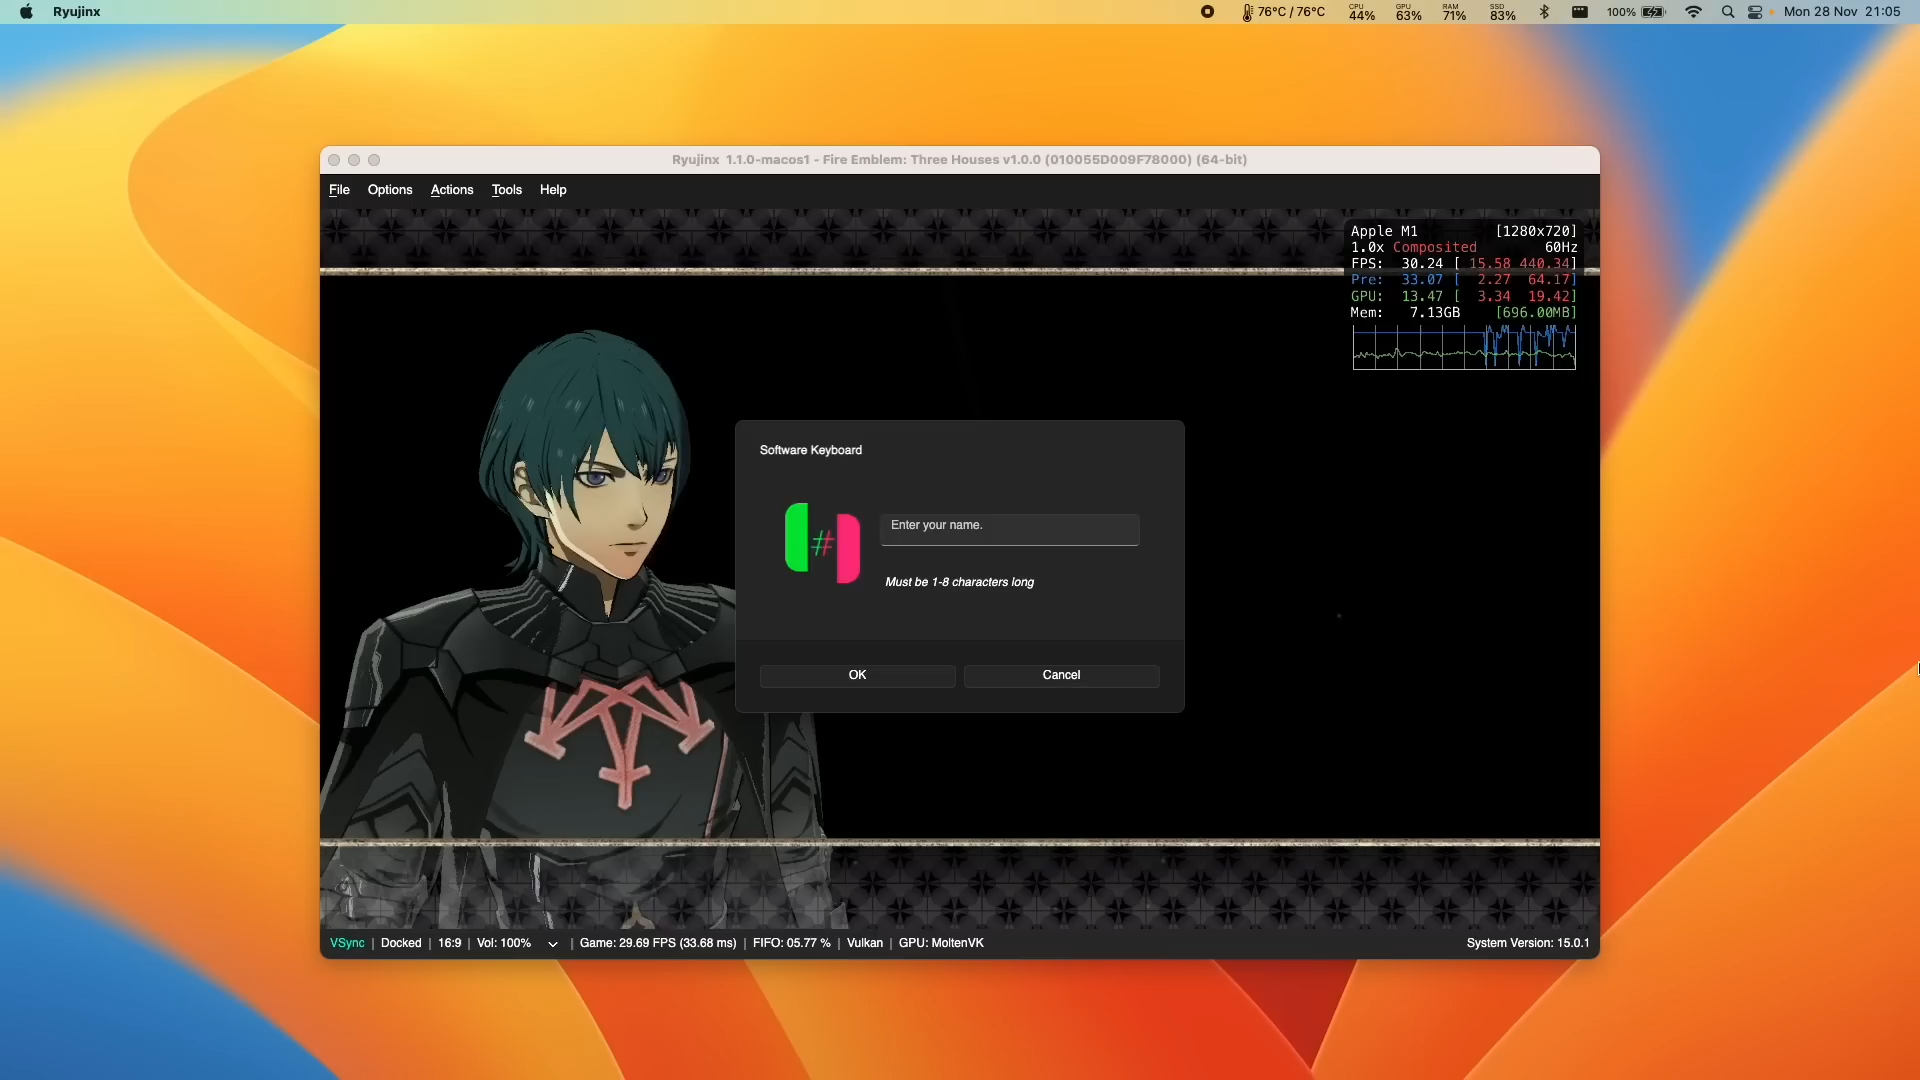 Ryujinx
76°C / 76°C
CPU 44%
GPU 63%
RAM 71%
SSD 83%
100%
Mon 28 Nov 21:05
Ryujinx 1.1.0-macos1 - Fire Emblem: Three Houses v1.0.0 (010055D009F78000) (64-bit)
File Options Actions Tools Help
Apple M1 [1280x720]
1.0x Composited 60Hz
FPS: 30.24 [ 15.58 440.34]
Pre: 33.07 [ 2.27 64.17]
GPU: 13.47 [ 3.34 19.42]
Mem: 7.13GB [696.00MB]
Software Keyboard
#
Enter your name.
Must be 1-8 characters long
OK Cancel
VSync | Docked | 16:9 | Vol: 100% | Game: 29.69 FPS (33.68 ms) | FIFO: 05.77 % | Vulkan | GPU: MoltenVK System Version: 15.0.1